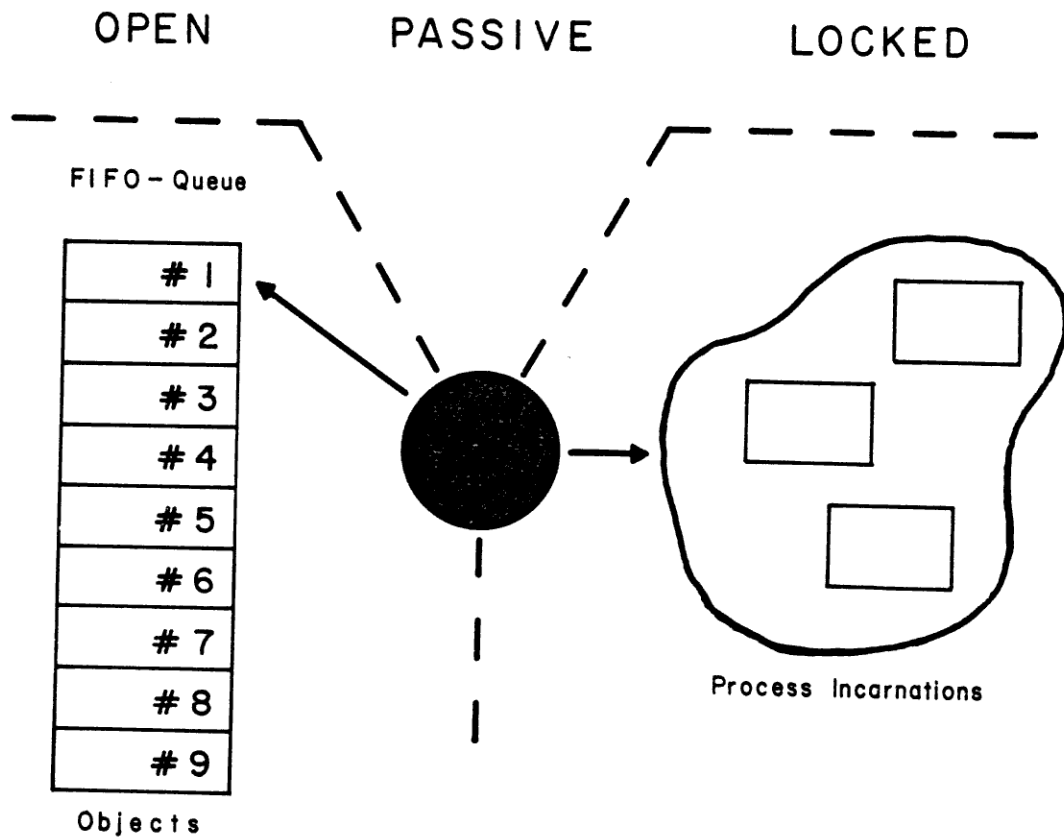 OPEN PASSIVE LOCKED
FIFO-Queue
#1
#2
#3
#4
#5
#6
#7
#8
#9
Process Incarnations
Objects